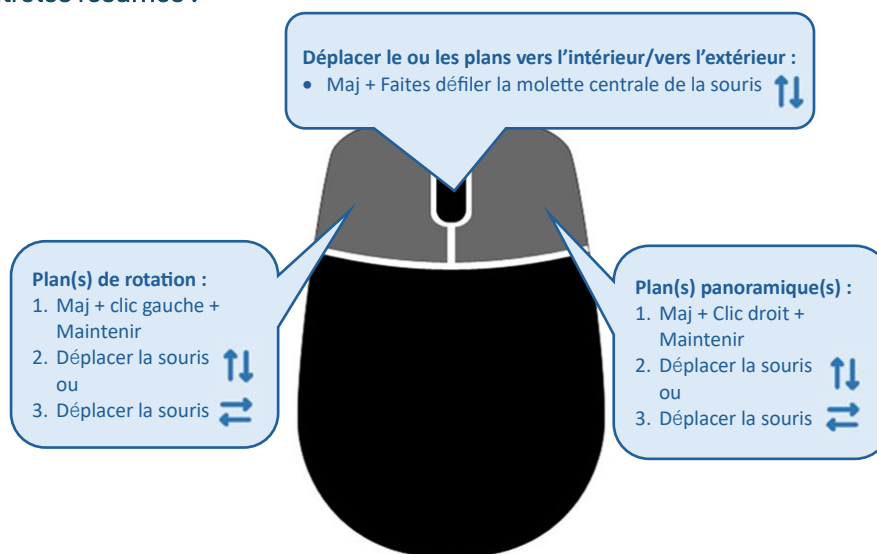 Déplacer le ou les plans vers l’intérieur/vers l’extérieur :
• Maj + Faites défiler la molette centrale de la souris
Plan(s) de rotation :
1. Maj + clic gauche +
Maintenir
2. Déplacer la souris
ou
3. Déplacer la souris
Plan(s) panoramique(s) :
1. Maj + Clic droit +
Maintenir
2. Déplacer la souris
ou
3. Déplacer la souris